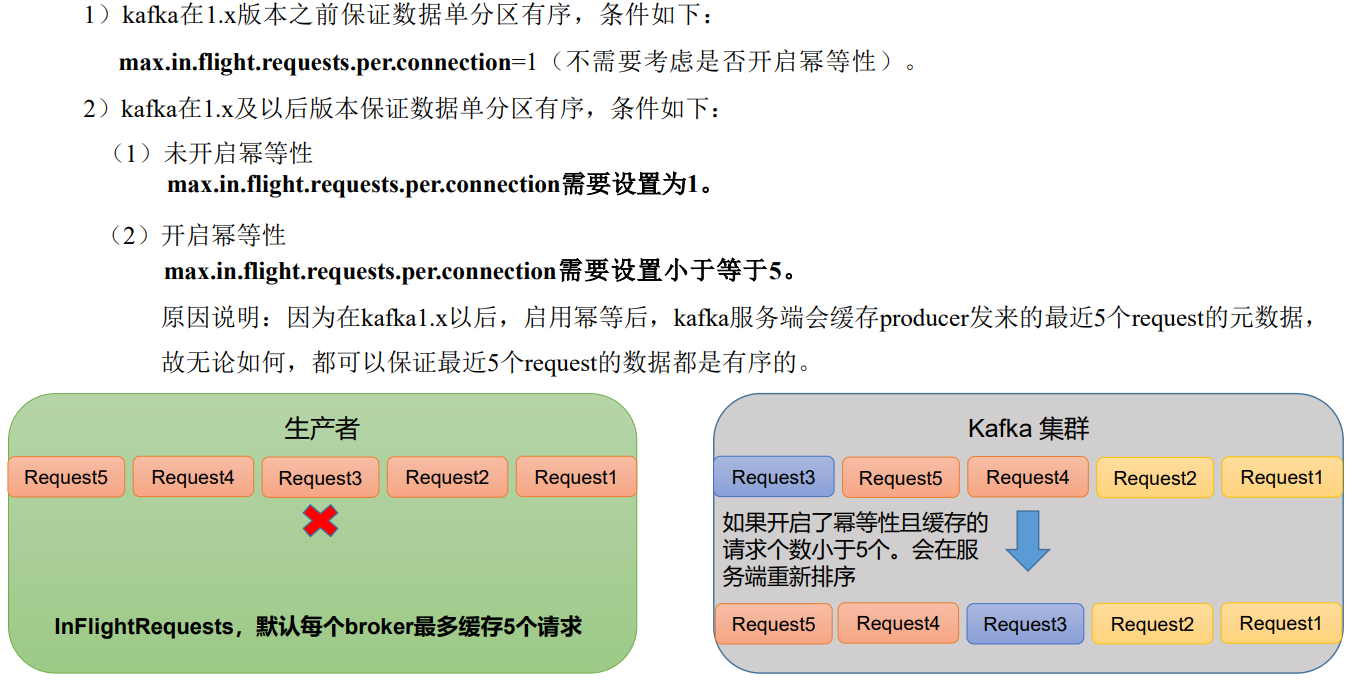 1）kafka在1.x版本之前保证数据单分区有序，条件如下：
max.in.flight.requests.per.connection=1（不需要考虑是否开启幂等性）。
2）kafka在1.x及以后版本保证数据单分区有序，条件如下：
（1）未开启幂等性
max.in.flight.requests.per.connection需要设置为1。
（2）开启幂等性
max.in.flight.requests.per.connection需要设置小于等于5。
原因说明：因为在kafka1.x以后，启用幂等后，kafka服务端会缓存producer发来的最近5个request的元数据，
故无论如何，都可以保证最近5个request的数据都是有序的。
生产者
Request5 Request4 Request3 Request2 Request1
InFlightRequests，默认每个broker最多缓存5个请求
Kafka 集群
Request3 Request5 Request4 Request2 Request1
如果开启了幂等性且缓存的
请求个数小于5个。会在服
务端重新排序
Request5 Request4 Request3 Request2 Request1